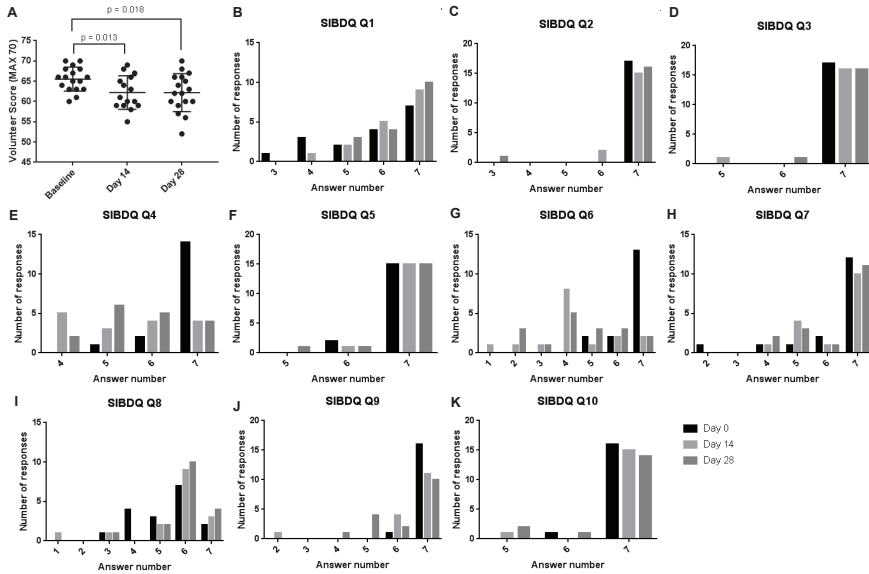 A
p = 0.018
p = 0.013
Volunteer Score (MAX 70)
75
70
65
60
55
50
45
Baseline
Day 14
Day 28
B
SIBDQ Q1
Number of responses
15
10
5
0
3
4
5
6
7
Answer number
C
SIBDQ Q2
Number of responses
20
15
10
5
0
3
4
5
6
7
Answer number
D
SIBDQ Q3
Number of responses
20
15
10
5
0
5
6
7
Answer number
E
SIBDQ Q4
Number of responses
15
10
5
0
4
5
6
7
Answer number
F
SIBDQ Q5
Number of responses
20
15
10
5
0
5
6
7
Answer number
G
SIBDQ Q6
Number of responses
15
10
5
0
1
2
3
4
5
6
7
Answer number
H
SIBDQ Q7
Number of responses
15
10
5
0
2
3
4
5
6
7
Answer number
I
SIBDQ Q8
Number of responses
15
10
5
0
1
2
3
4
5
6
7
Answer number
J
SIBDQ Q9
Number of responses
20
15
10
5
0
2
3
4
5
6
7
Answer number
K
SIBDQ Q10
Number of responses
20
15
10
5
0
5
6
7
Answer number
Day 0
Day 14
Day 28